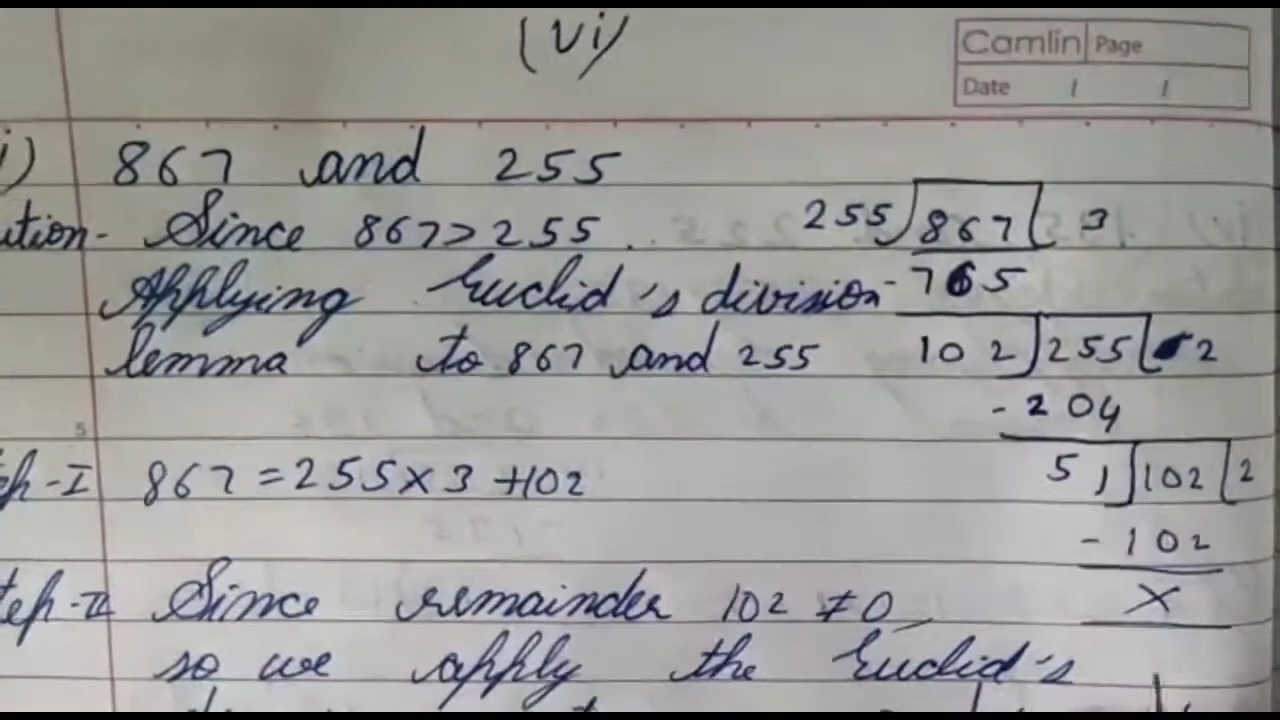 (vi)
Camlin Page
Date / /
i) 867 and 255
ution- Since 867>255.
Applying Euclid's division
lemma to 867 and 255
255)867(3
-765
102)255(2
-204
51)102(2
-102
X
5
ep-I 867=255×3+102
tep-II Since remainder 102≠0
so we apply the Euclid's